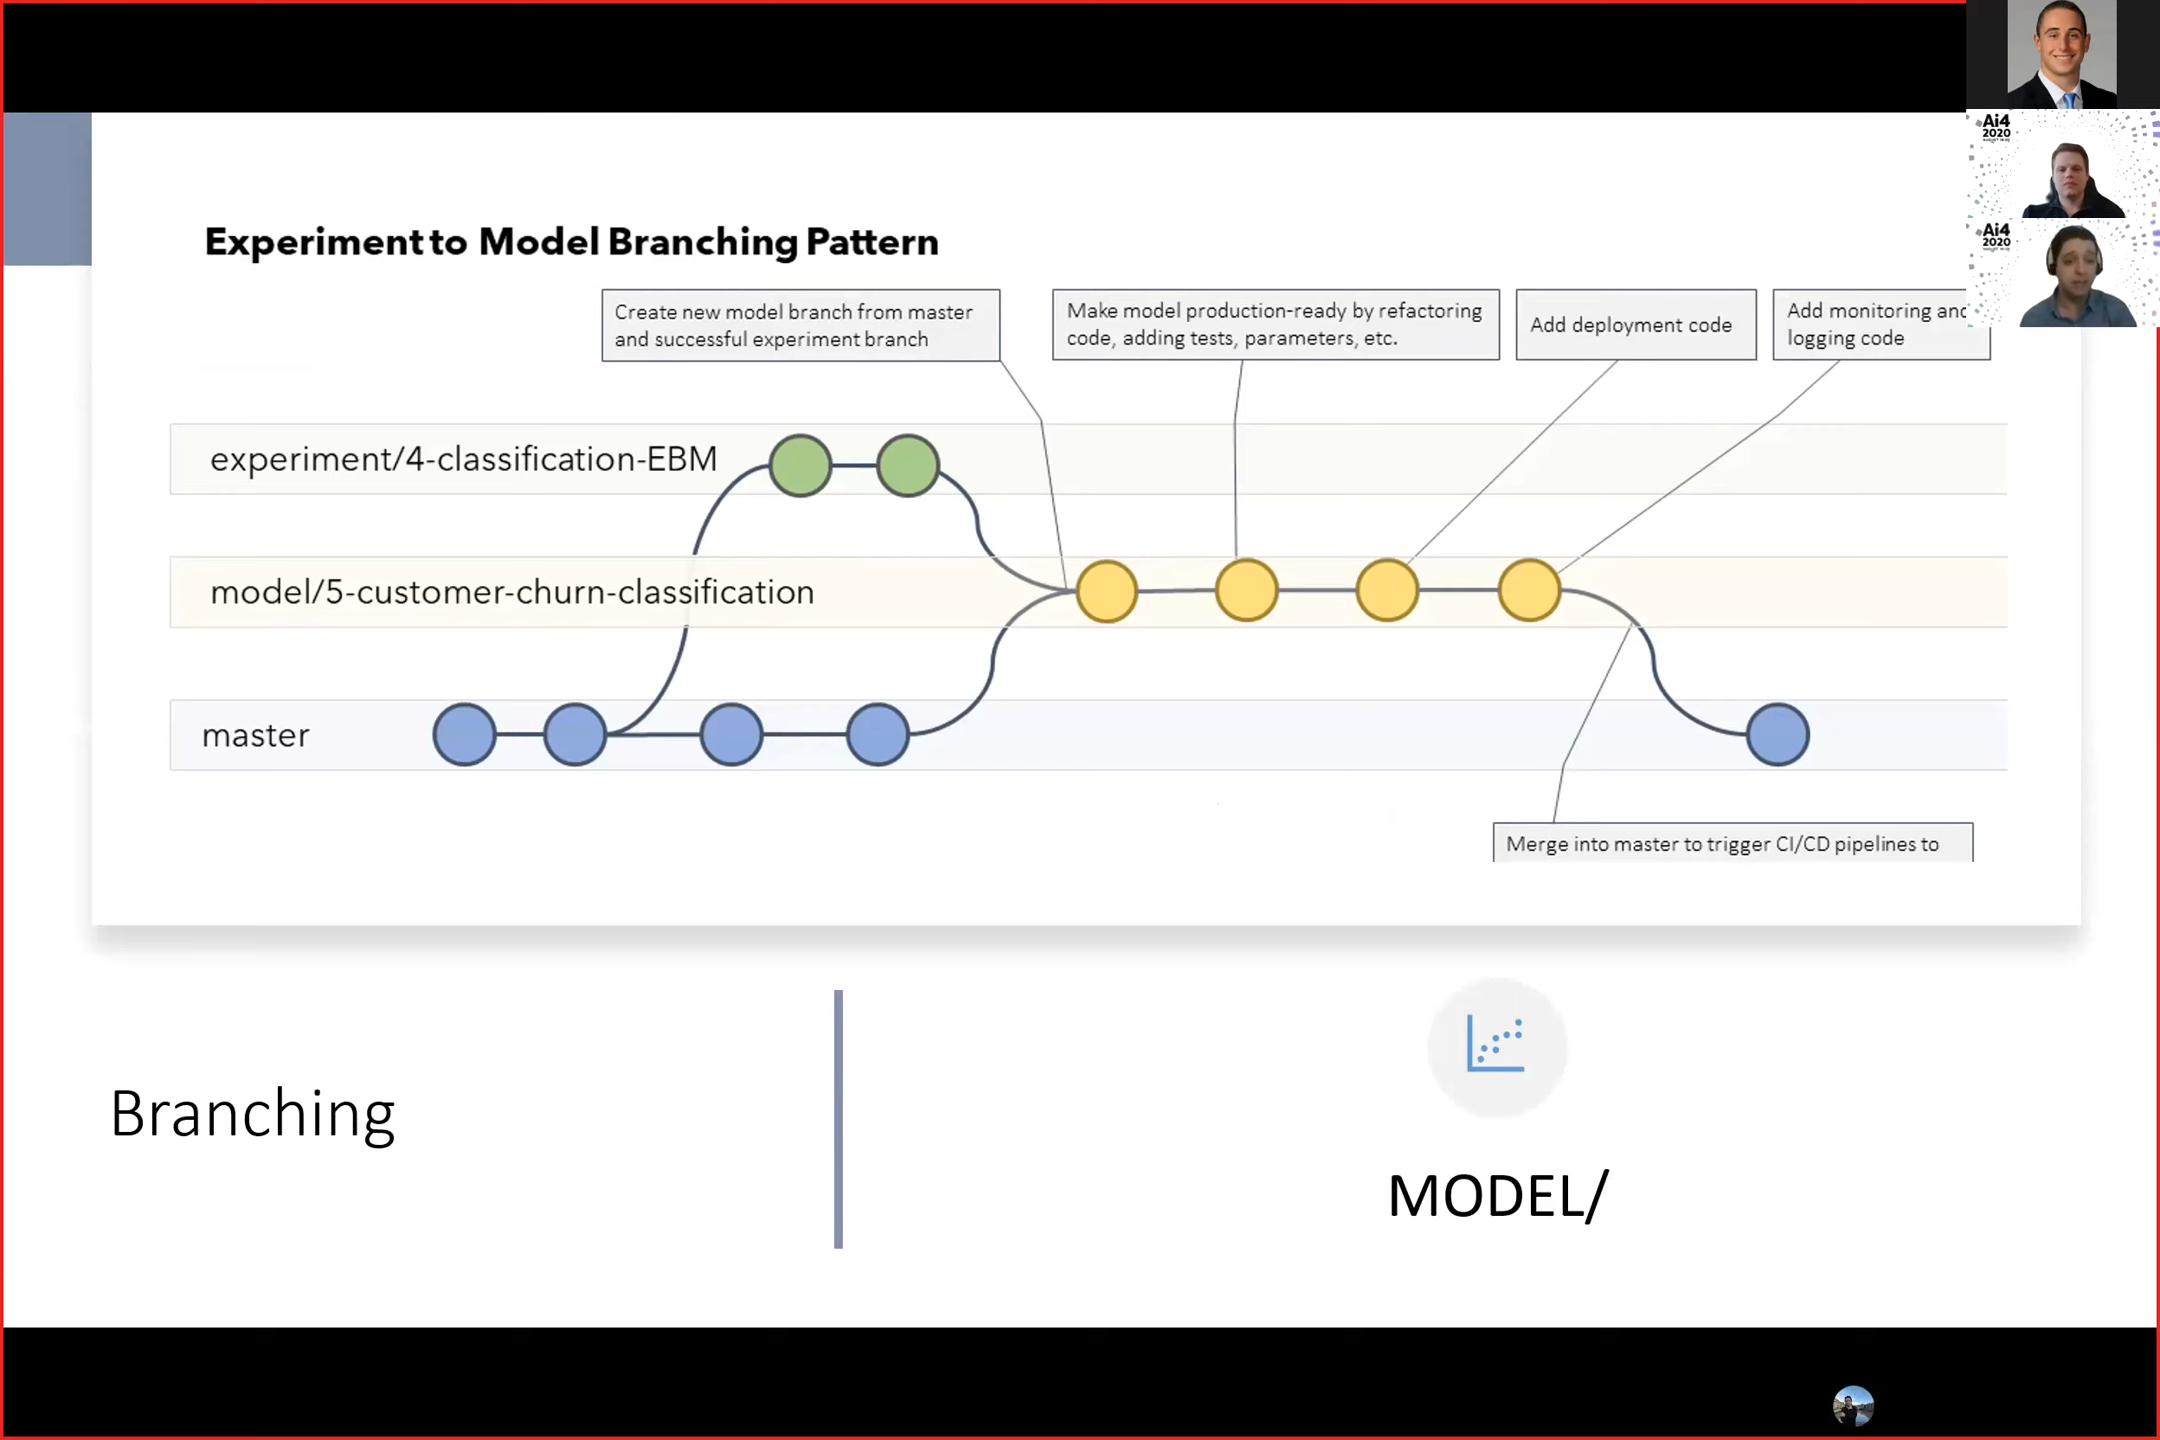 Ai4
2020
Ai4
2020
Experiment to Model Branching Pattern
Create new model branch from master
and successful experiment branch
Make model production-ready by refactoring
code, adding tests, parameters, etc.
Add deployment code
Add monitoring and
logging code
experiment/4-classification-EBM
model/5-customer-churn-classification
master
Merge into master to trigger CI/CD pipelines to
Branching
MODEL/